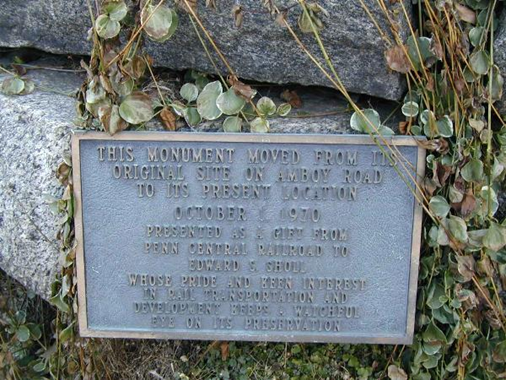 THIS MONUMENT MOVED FROM ITS
ORIGINAL SITE ON AMBOY ROAD
TO ITS PRESENT LOCATION
OCTOBER 1970
PRESENTED AS A GIFT FROM
PENN CENTRAL RAILROAD TO
EDWARD S. SHOLL
WHOSE PRIDE AND KEEN INTEREST
IN RAIL TRANSPORTATION AND
DEVELOPMENT KEEPS A WATCHFUL
EYE ON ITS PRESERVATION